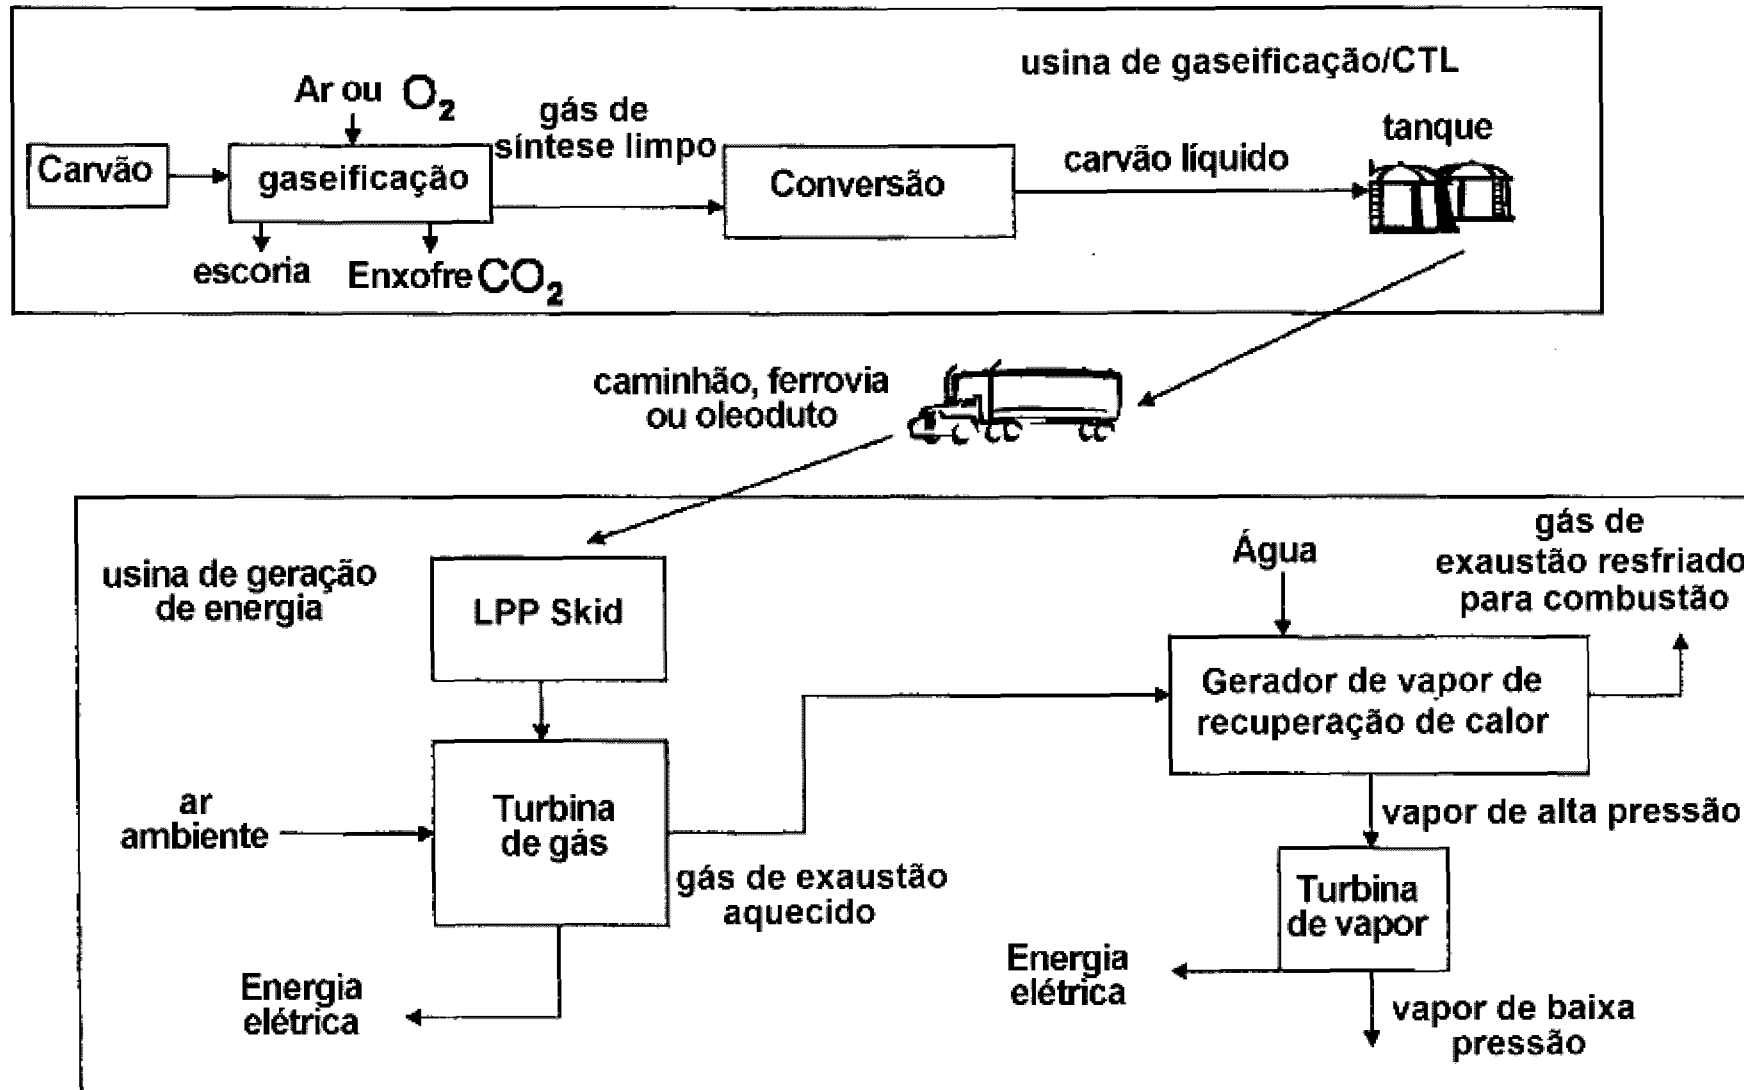 usina de gaseificação/CTL
Ar ou O₂
gás de
síntese limpo
tanque
Carvão
gaseificação
Conversão
carvão líquido
escoria
Enxofre CO₂
caminhão, ferrovia
ou oleoduto
usina de geração
de energia
LPP Skid
Água
gás de
exaustão resfriado
para combustão
Gerador de vapor de
recuperação de calor
ar
ambiente
Turbina
de gás
gás de exaustão
aquecido
vapor de alta pressão
Turbina
de vapor
Energia
elétrica
Energia
elétrica
vapor de baixa
pressão